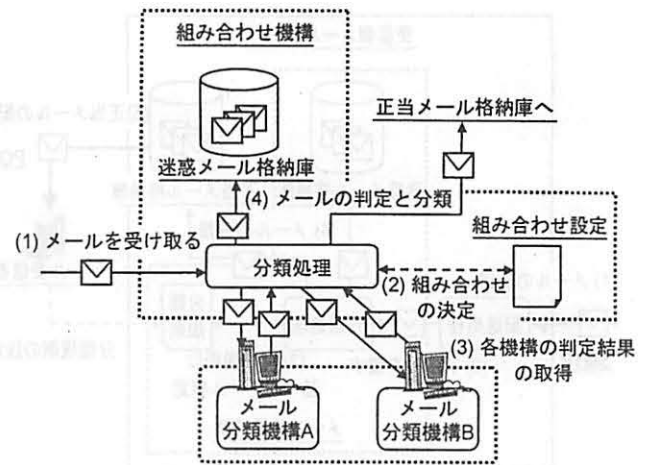 組み合わせ機構
正当メール格納庫へ
迷惑メール格納庫
(4) メールの判定と分類
組み合わせ設定
(1) メールを受け取る
分類処理
(2) 組み合わせ
の決定
(3) 各機構の判定結果
の取得
メール
分類機構A
メール
分類機構B